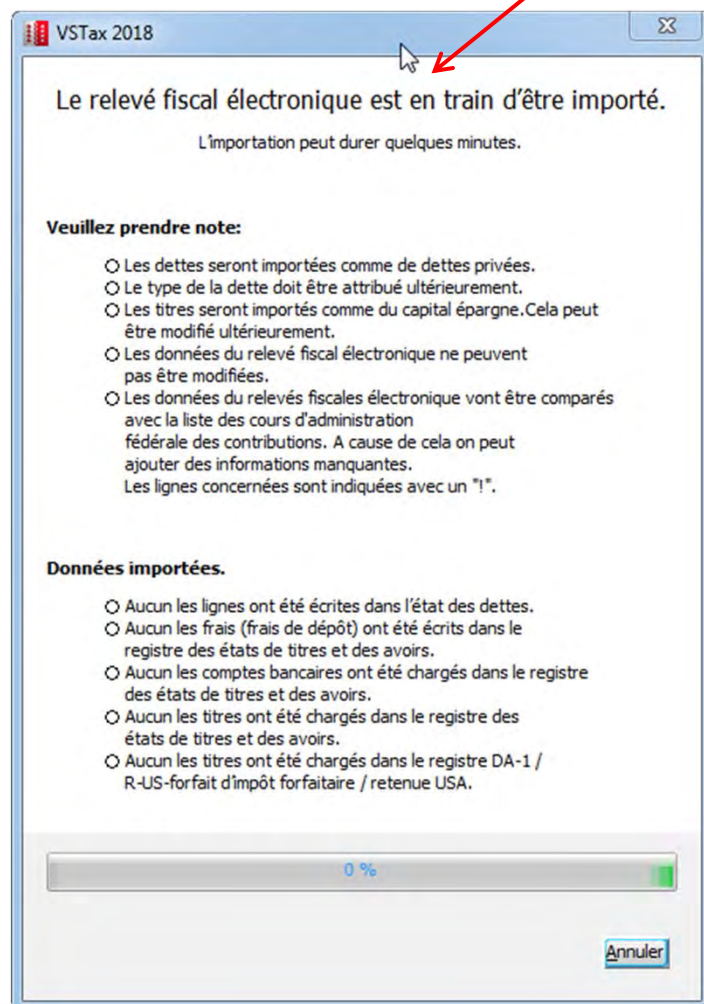 VSTax 2018
Le relevé fiscal électronique est en train d'être importé.
L'importation peut durer quelques minutes.
Veuillez prendre note:
Les dettes seront importées comme de dettes privées.
Le type de la dette doit être attribué ultérieurement.
Les titres seront importés comme du capital épargne.Cela peut
être modifié ultérieurement.
Les données du relevé fiscal électronique ne peuvent
pas être modifiées.
Les données du relevés fiscales électronique vont être comparés
avec la liste des cours d'administration
fédérale des contributions. A cause de cela on peut
ajouter des informations manquantes.
Les lignes concernées sont indiquées avec un "!".
Données importées.
Aucun les lignes ont été écrites dans l'état des dettes.
Aucun les frais (frais de dépôt) ont été écrits dans le
registre des états de titres et des avoirs.
Aucun les comptes bancaires ont été chargés dans le registre
des états de titres et des avoirs.
Aucun les titres ont été chargés dans le registre des
états de titres et des avoirs.
Aucun les titres ont été chargés dans le registre DA-1 /
R-US-forfait d'impôt forfaitaire / retenue USA.
0 %
Annuler